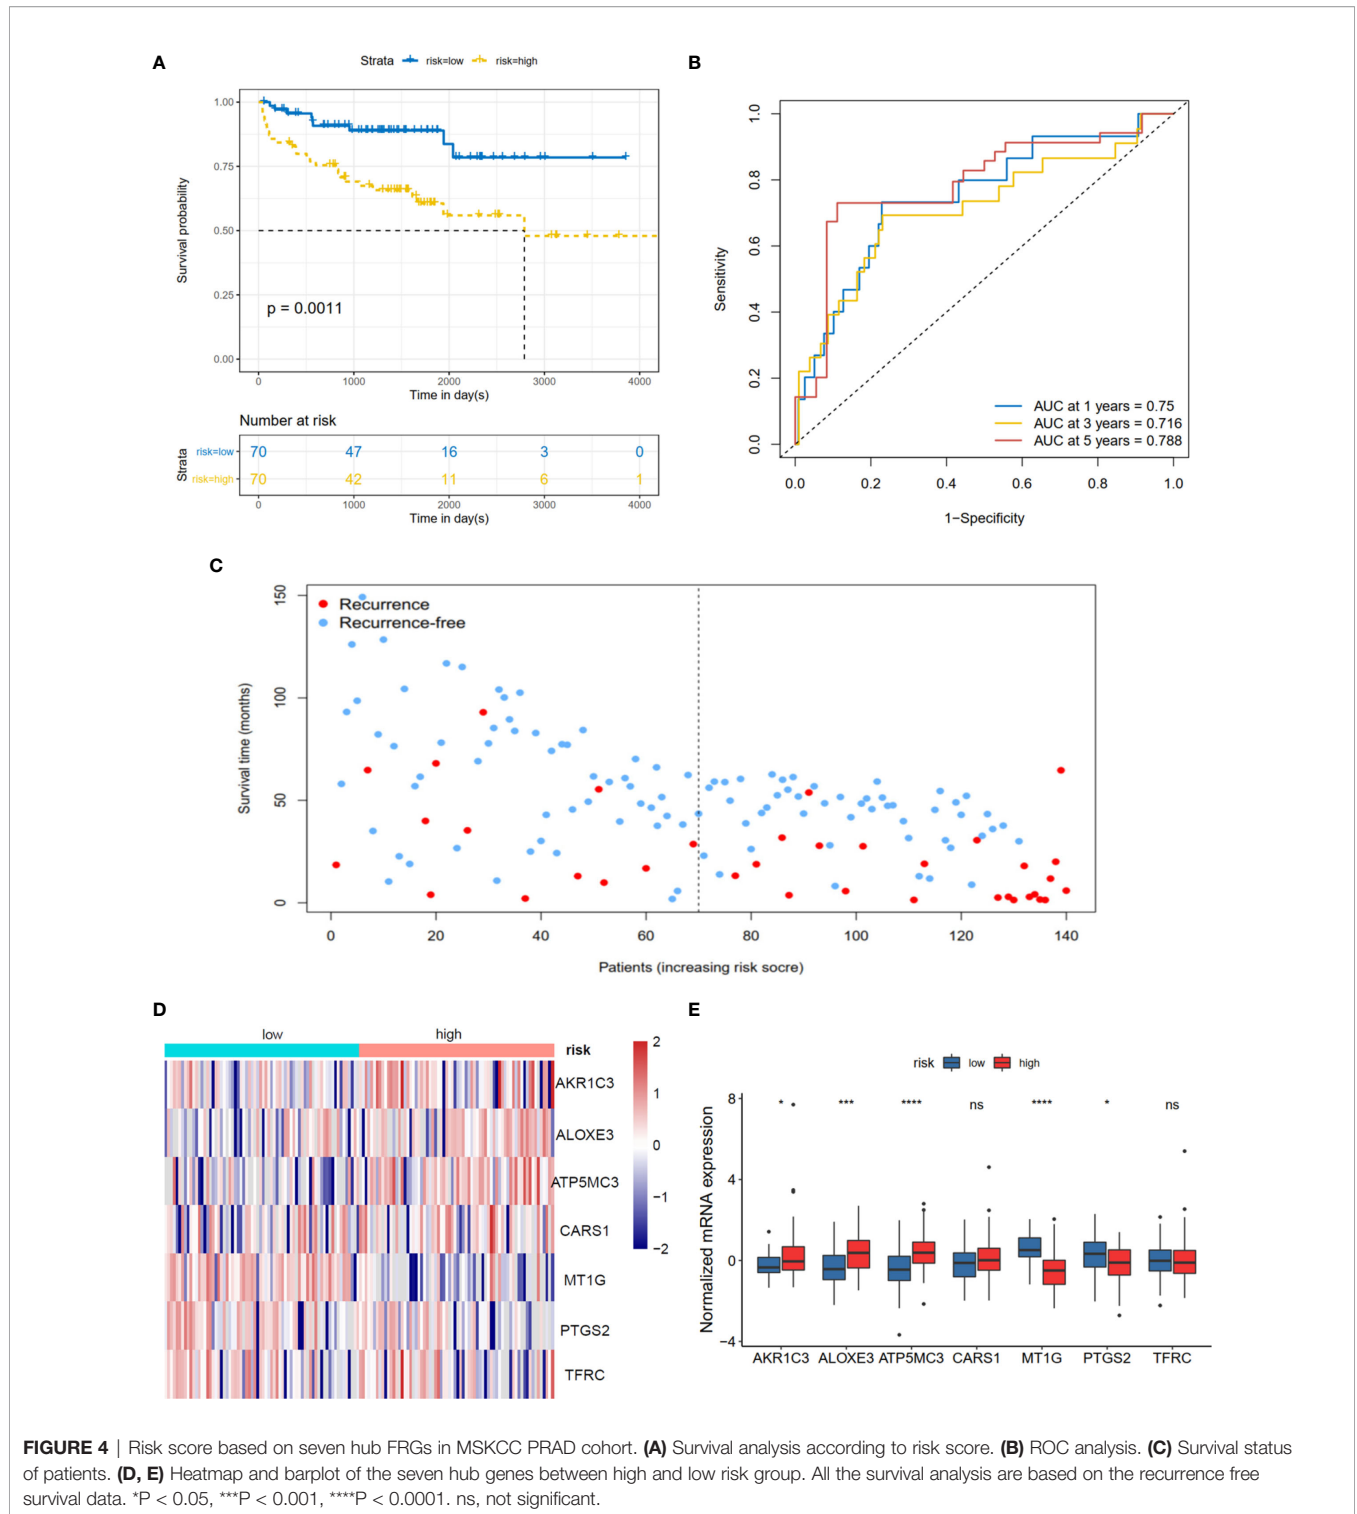 A
Strata risk=low risk=high
1.00
0.75
0.50
0.25
0.00
Survival probability
p = 0.0011
0 1000 2000 3000 4000
Time in day(s)
Number at risk
Strata
risk=low 70 47 16 3 0
risk=high 70 42 11 6 1
0 1000 2000 3000 4000
Time in day(s)
B
1.0
0.8
0.6
0.4
0.2
0.0
Sensitivity
AUC at 1 years = 0.75
AUC at 3 years = 0.716
AUC at 5 years = 0.788
0.0 0.2 0.4 0.6 0.8 1.0
1−Specificity
C
150
100
50
0
Survival time (months)
Recurrence
Recurrence-free
0 20 40 60 80 100 120 140
Patients (increasing risk socre)
D
low high
risk
AKR1C3
ALOXE3
ATP5MC3
CARS1
MT1G
PTGS2
TFRC
2
1
0
−1
−2
E
risk low high
8
4
0
−4
Normalized mRNA expression
* *** **** ns **** * ns
AKR1C3 ALOXE3 ATP5MC3 CARS1 MT1G PTGS2 TFRC
FIGURE 4 | Risk score based on seven hub FRGs in MSKCC PRAD cohort. (A) Survival analysis according to risk score. (B) ROC analysis. (C) Survival status
of patients. (D, E) Heatmap and barplot of the seven hub genes between high and low risk group. All the survival analysis are based on the recurrence free
survival data. *P < 0.05, ***P < 0.001, ****P < 0.0001. ns, not significant.